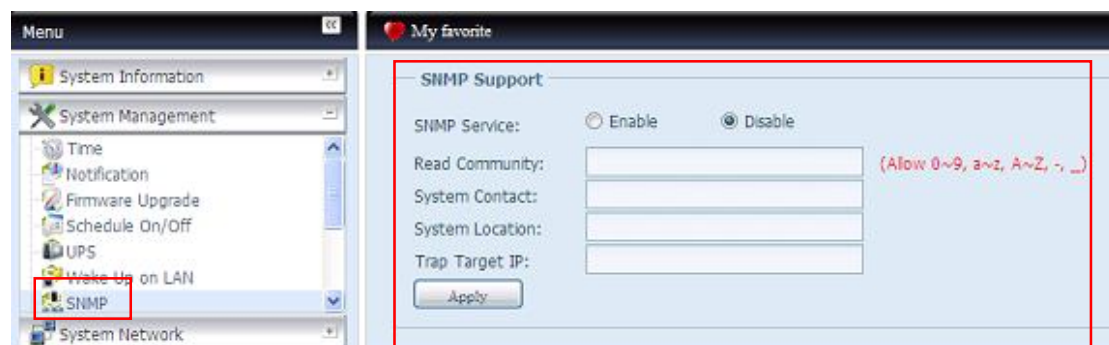 Menu
My favorite
System Information
System Management
Time
Notification
Firmware Upgrade
Schedule On/Off
UPS
Wake Up on LAN
SNMP
System Network
SNMP Support
SNMP Service: Enable Disable
Read Community: (Allow 0~9, a~z, A~Z, -, _)
System Contact:
System Location:
Trap Target IP:
Apply